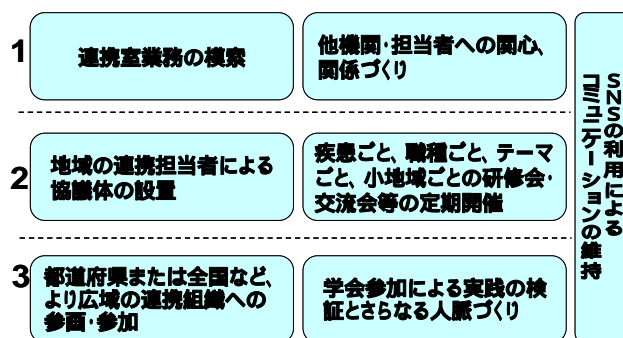 1
連携室業務の模索
他機関・担当者への関心、
関係づくり
2
地域の連携担当者による
協議体の設置
疾患ごと、職種ごと、テーマ
ごと、小地域ごとの研修会・
交流会等の定期開催
3
都道府県または全国など、
より広域の連携組織への
参画・参加
学会参加による実践の検
証とさらなる人脈づくり
SNSの利用による
コミュニケーションの維持